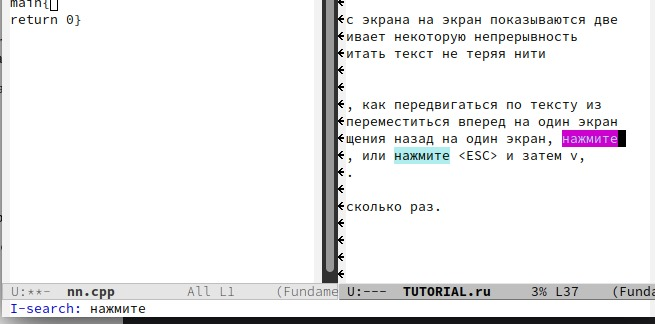 main{
return 0}
с экрана на экран показываются две
ивает некоторую непрерывность
итать текст не теряя нити
, как передвигаться по тексту из
переместиться вперед на один экран
щения назад на один экран, нажмите
, или нажмите <ESC> и затем v,
.
сколько раз.
U:**- nn.cpp All L1 (Fundame
U:--- TUTORIAL.ru 3% L37 (Funda
I-search: нажмите